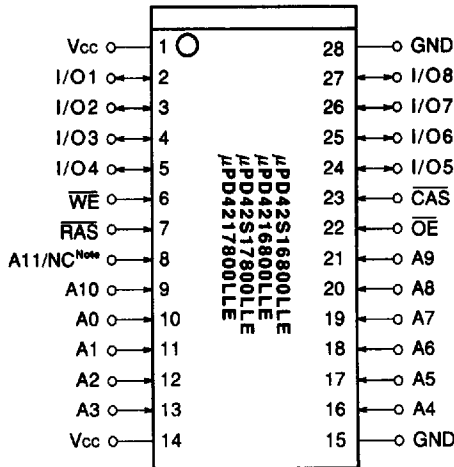 Vcc 1 28 GND
I/O1 2 27 I/O8
I/O2 3 26 I/O7
I/O3 4 25 I/O6
I/O4 5 24 I/O5
WE 6 23 CAS
RAS 7 22 OE
A11/NC Note 8 21 A9
A10 9 20 A8
A0 10 19 A7
A1 11 18 A6
A2 12 17 A5
A3 13 16 A4
Vcc 14 15 GND
μPD42S16800LLE
μPD4216800LLE
μPD42S17800LLE
μPD4217800LLE